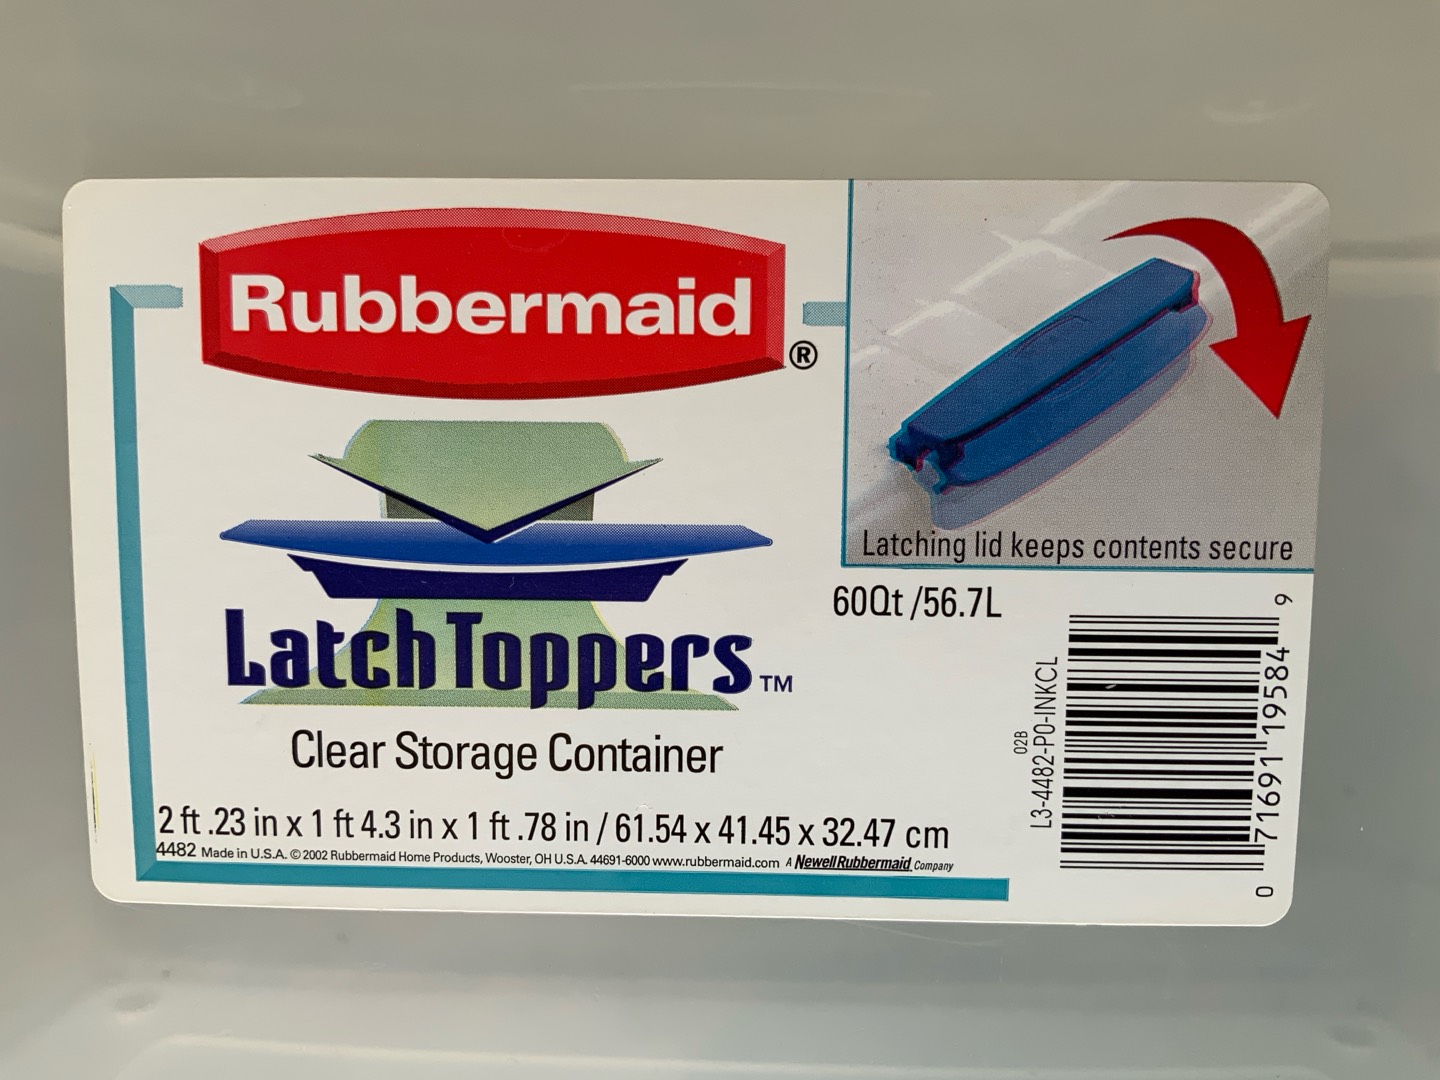 Rubbermaid
®
LatchToppers™
Clear Storage Container
2 ft .23 in x 1 ft 4.3 in x 1 ft .78 in / 61.54 x 41.45 x 32.47 cm
4482 Made in U.S.A. © 2002 Rubbermaid Home Products, Wooster, OH U.S.A. 44691-6000 www.rubbermaid.com A NewellRubbermaid Company
Latching lid keeps contents secure
60Qt /56.7L
02B
L3-4482-P0-INKCL
0 71691 19584 9